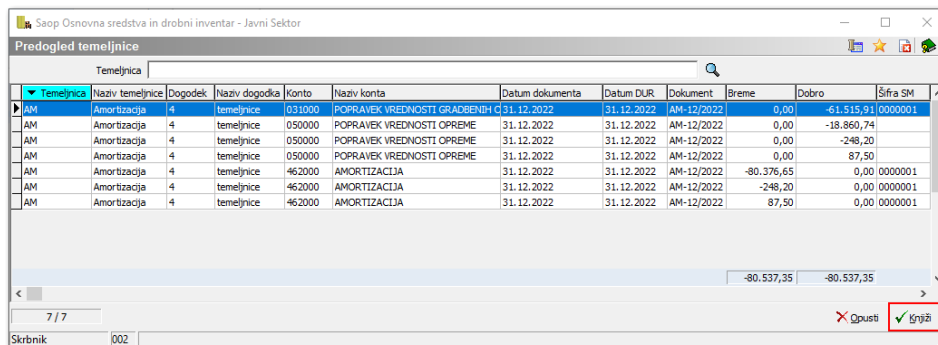 Saop Osnovna sredstva in drobni inventar - Javni Sektor
Predogled temeljnice
Temeljnica
Temeljnica Naziv temeljnice Dogodek Naziv dogodka Konto Naziv konta Datum dokumenta Datum DUR Dokument Breme Dobro Šifra SM
AM Amortizacija 4 temeljnice 031000 POPRAVEK VREDNOSTI GRADBENIH O 31.12.2022 31.12.2022 AM-12/2022 0,00 -61.515,91 0000001
AM Amortizacija 4 temeljnice 050000 POPRAVEK VREDNOSTI OPREME 31.12.2022 31.12.2022 AM-12/2022 0,00 -18.860,74
AM Amortizacija 4 temeljnice 050000 POPRAVEK VREDNOSTI OPREME 31.12.2022 31.12.2022 AM-12/2022 0,00 -248,20
AM Amortizacija 4 temeljnice 050000 POPRAVEK VREDNOSTI OPREME 31.12.2022 31.12.2022 AM-12/2022 0,00 87,50
AM Amortizacija 4 temeljnice 462000 AMORTIZACIJA 31.12.2022 31.12.2022 AM-12/2022 -80.376,65 0,00 0000001
AM Amortizacija 4 temeljnice 462000 AMORTIZACIJA 31.12.2022 31.12.2022 AM-12/2022 -248,20 0,00 0000001
AM Amortizacija 4 temeljnice 462000 AMORTIZACIJA 31.12.2022 31.12.2022 AM-12/2022 87,50 0,00 0000001
-80.537,35 -80.537,35
7 / 7 Opusti Knjiži
Skrbnik 002